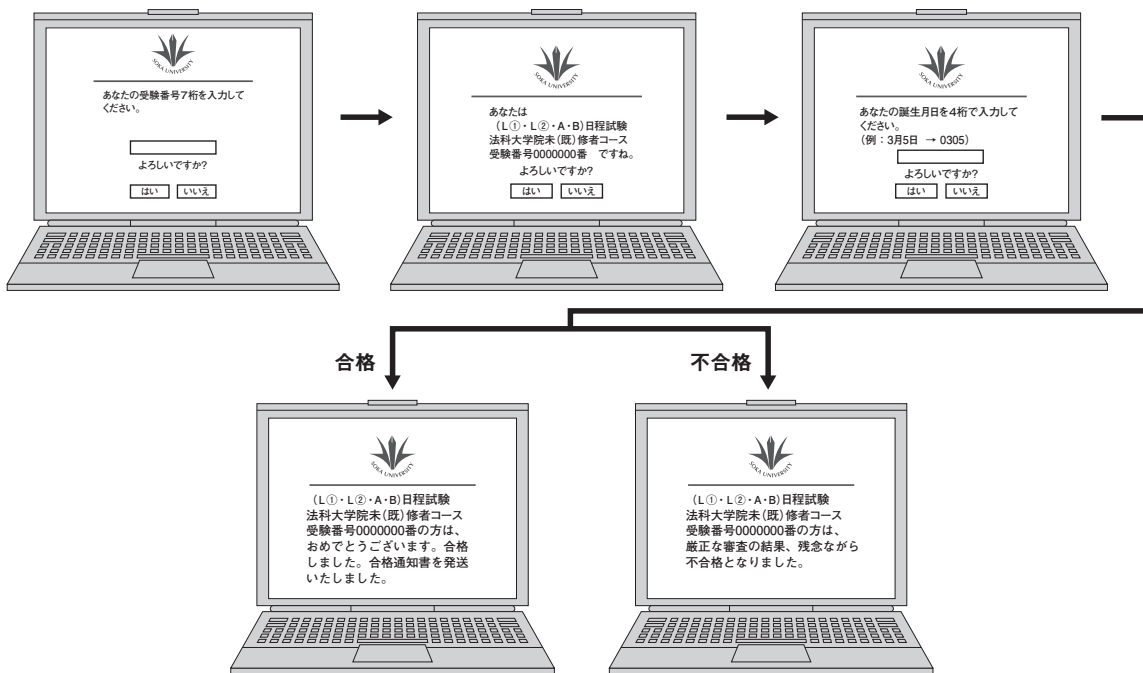 SOKA UNIVERSITY
あなたの受験番号7桁を入力して
ください。
よろしいですか?
はい いいえ
SOKA UNIVERSITY
あなたは
(L①・L②・A・B)日程試験
法科大学院未(既)修者コース
受験番号0000000番 ですね。
よろしいですか?
はい いいえ
SOKA UNIVERSITY
あなたの誕生月日を4桁で入力して
ください。
(例:3月5日 → 0305)
よろしいですか?
はい いいえ
合格
不合格
SOKA UNIVERSITY
(L①・L②・A・B)日程試験
法科大学院未(既)修者コース
受験番号0000000番の方は、
おめでとうございます。合格
しました。合格通知書を発送
いたしました。
SOKA UNIVERSITY
(L①・L②・A・B)日程試験
法科大学院未(既)修者コース
受験番号0000000番の方は、
厳正な審査の結果、残念ながら
不合格となりました。